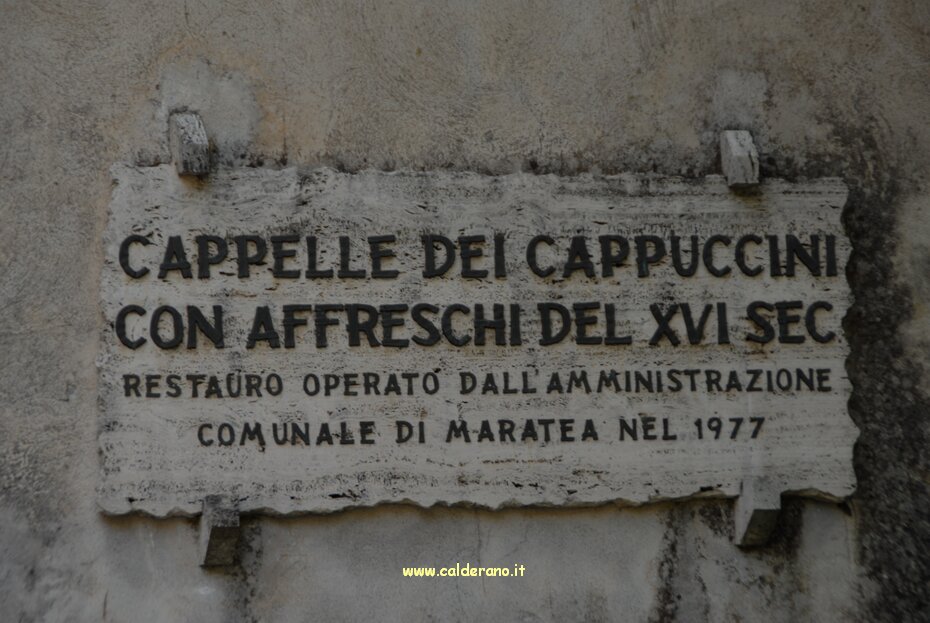 CAPPELLE DEI CAPPUCCINI
CON AFFRESCHI DEL XVI SEC
RESTAURO OPERATO DALL'AMMINISTRAZIONE
COMUNALE DI MARATEA NEL 1977
www.calderano.it